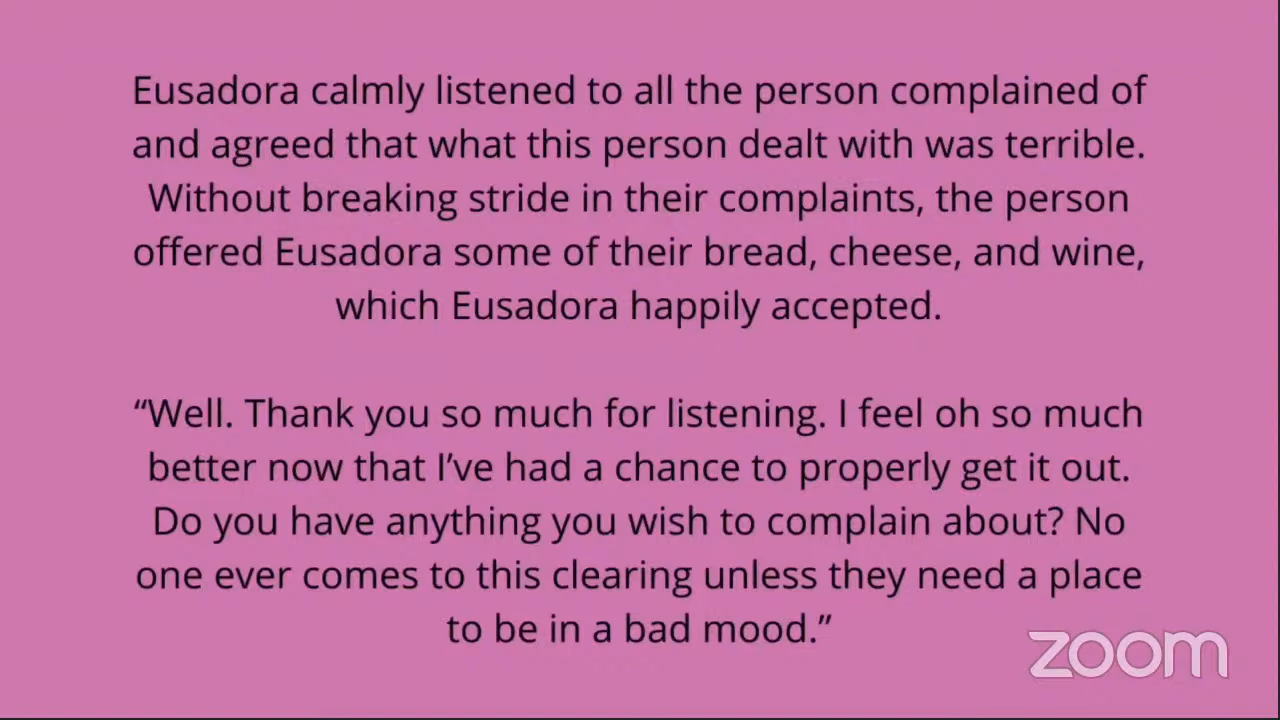 Eusadora calmly listened to all the person complained of
and agreed that what this person dealt with was terrible.
Without breaking stride in their complaints, the person
offered Eusadora some of their bread, cheese, and wine,
which Eusadora happily accepted.
“Well. Thank you so much for listening. I feel oh so much
better now that I’ve had a chance to properly get it out.
Do you have anything you wish to complain about? No
one ever comes to this clearing unless they need a place
to be in a bad mood.”
zoom